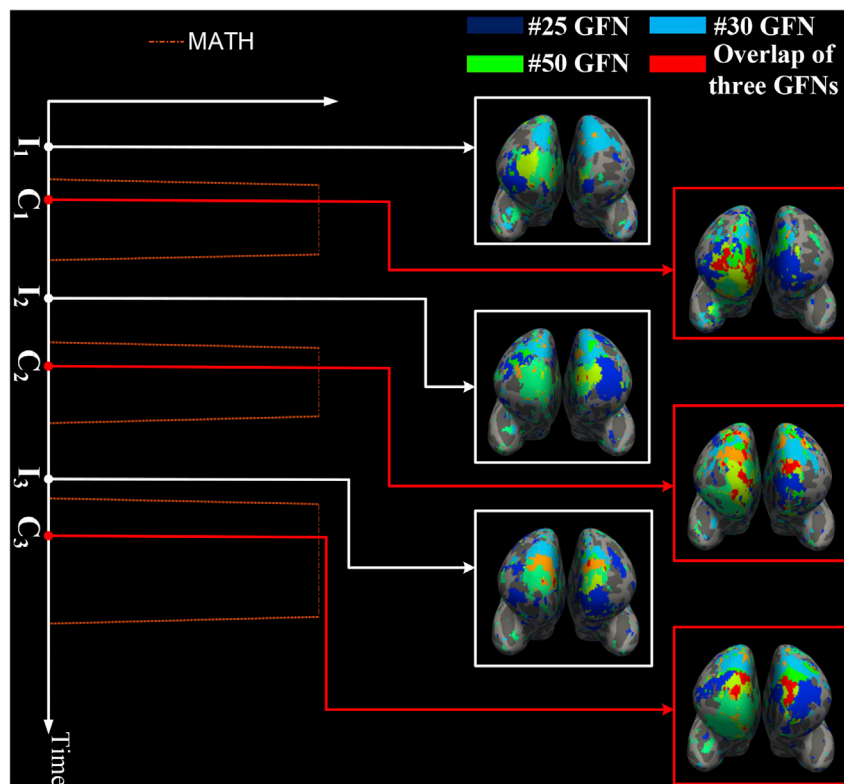 MATH
#25 GFN
#30 GFN
#50 GFN
Overlap of
three GFNs
I1
C1
I2
C2
I3
C3
Time